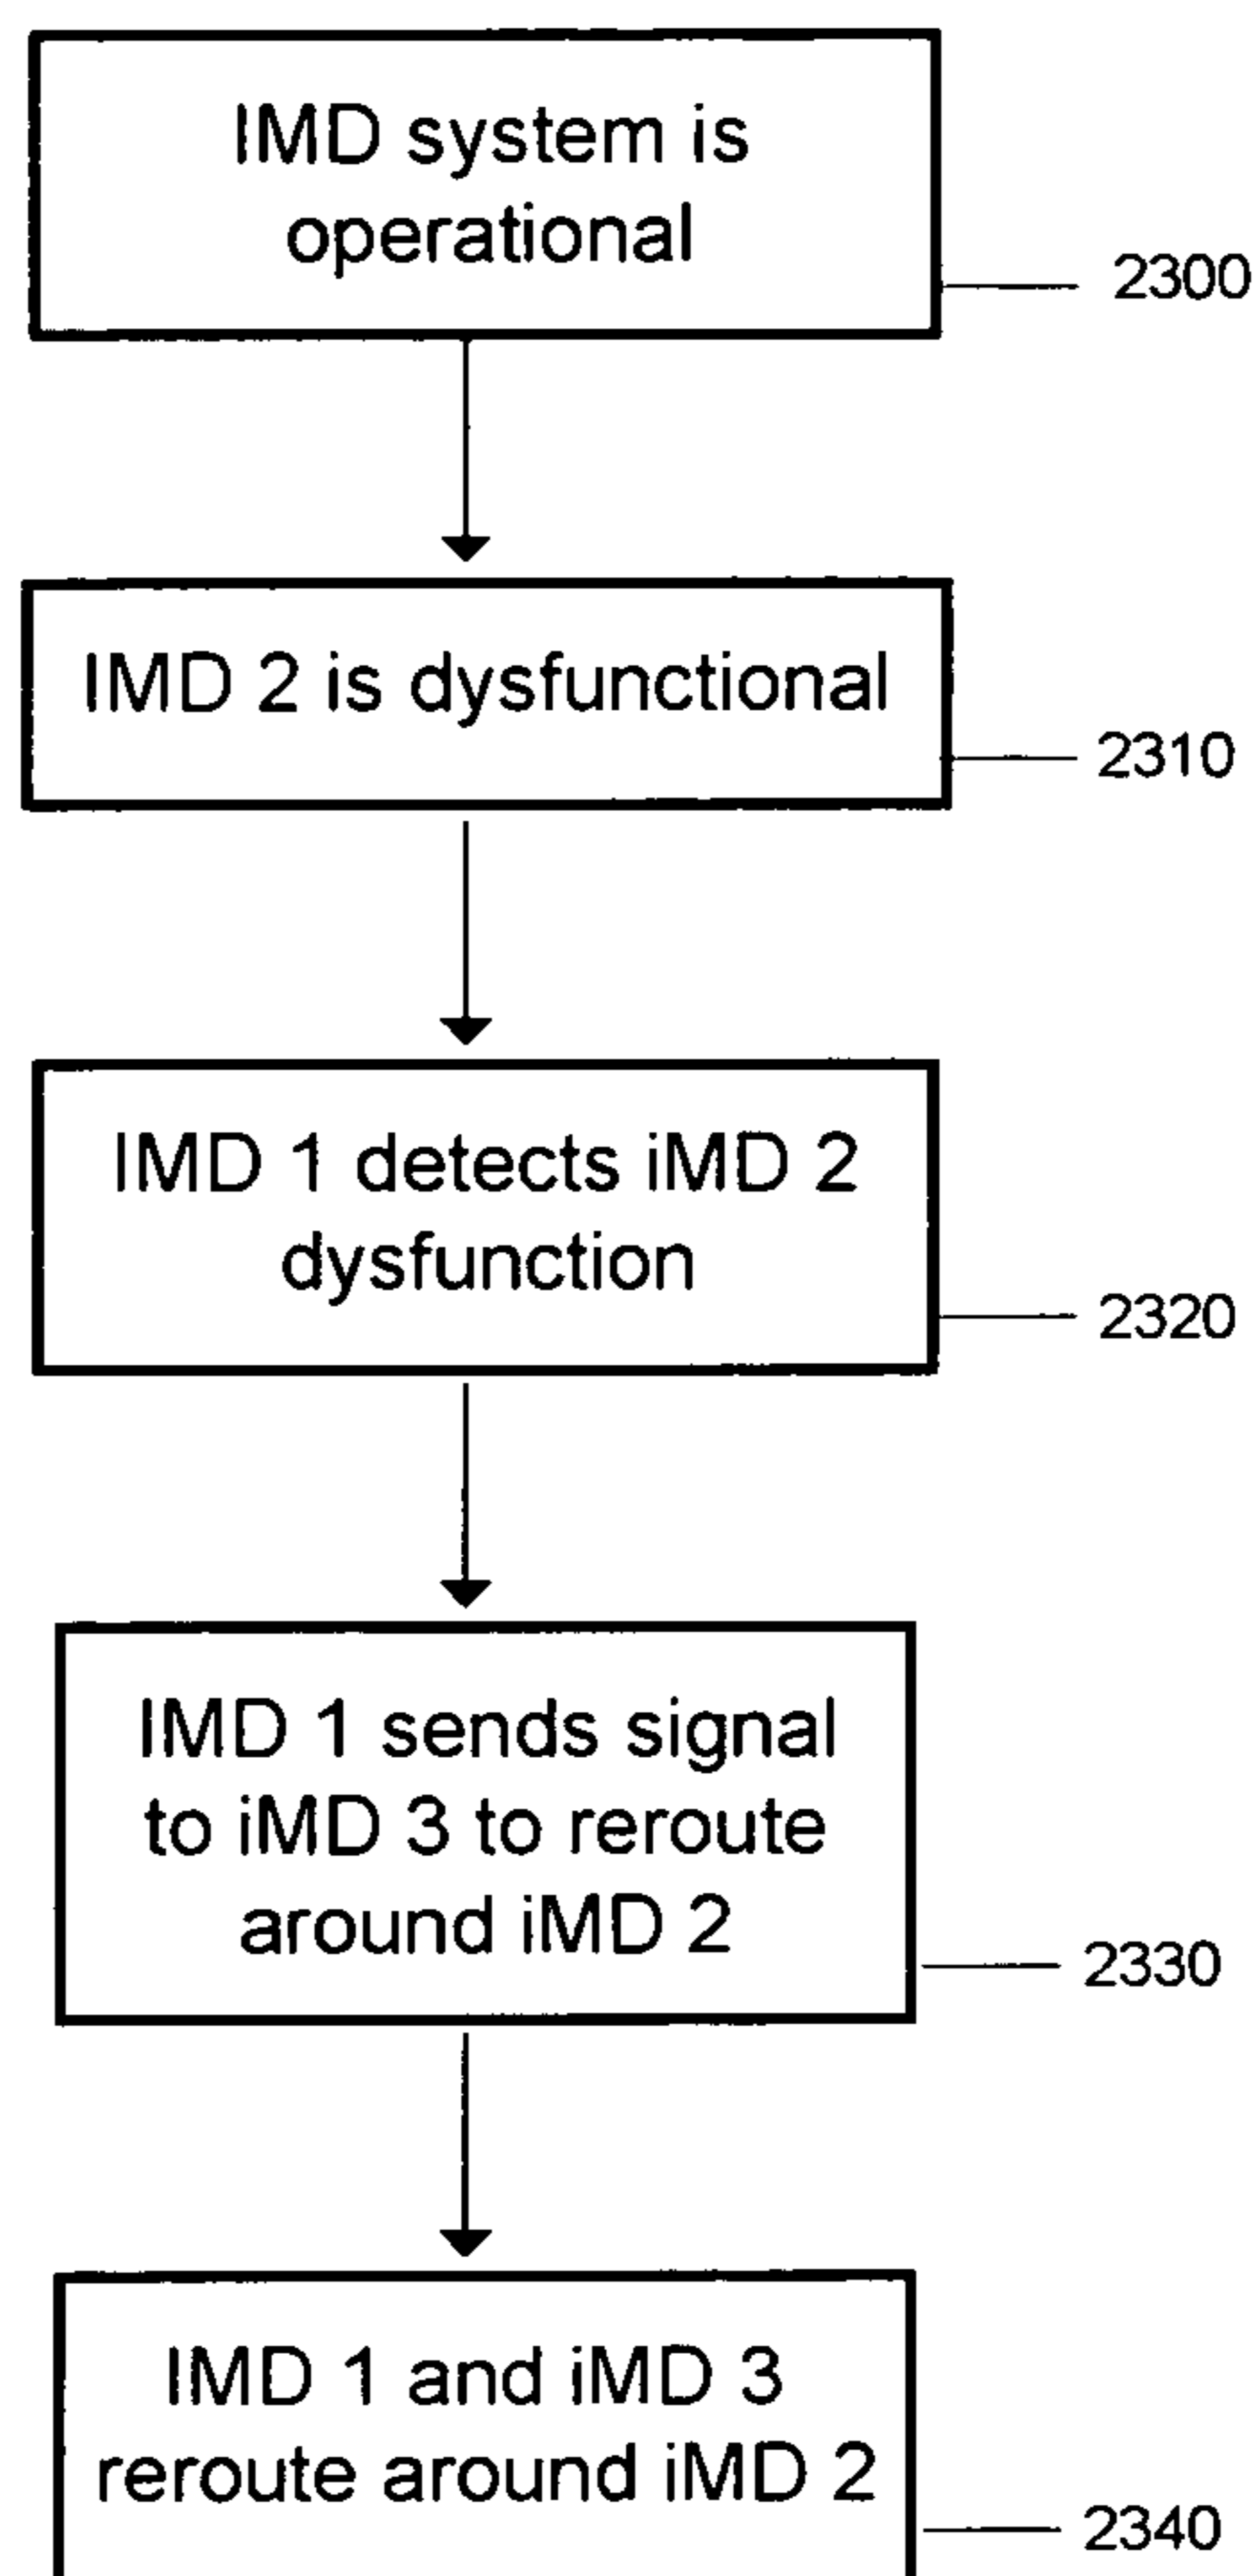 IMD system is
operational
2300
IMD 2 is dysfunctional
2310
IMD 1 detects iMD 2
dysfunction
2320
IMD 1 sends signal
to iMD 3 to reroute
around iMD 2
2330
IMD 1 and iMD 3
reroute around iMD 2
2340